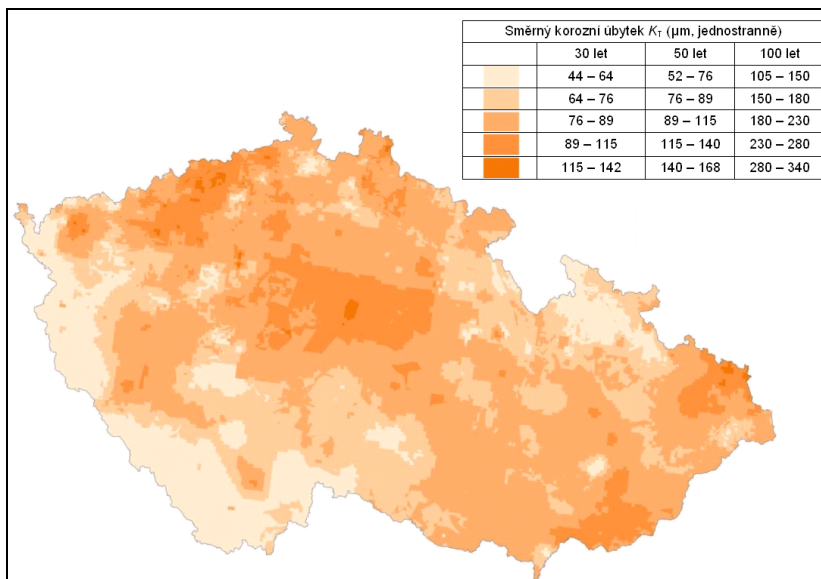 Směrný korozní úbytek K_T (μm, jednostranně)
30 let 50 let 100 let
44 – 64 52 – 76 105 – 150
64 – 76 76 – 89 150 – 180
76 – 89 89 – 115 180 – 230
89 – 115 115 – 140 230 – 280
115 – 142 140 – 168 280 – 340